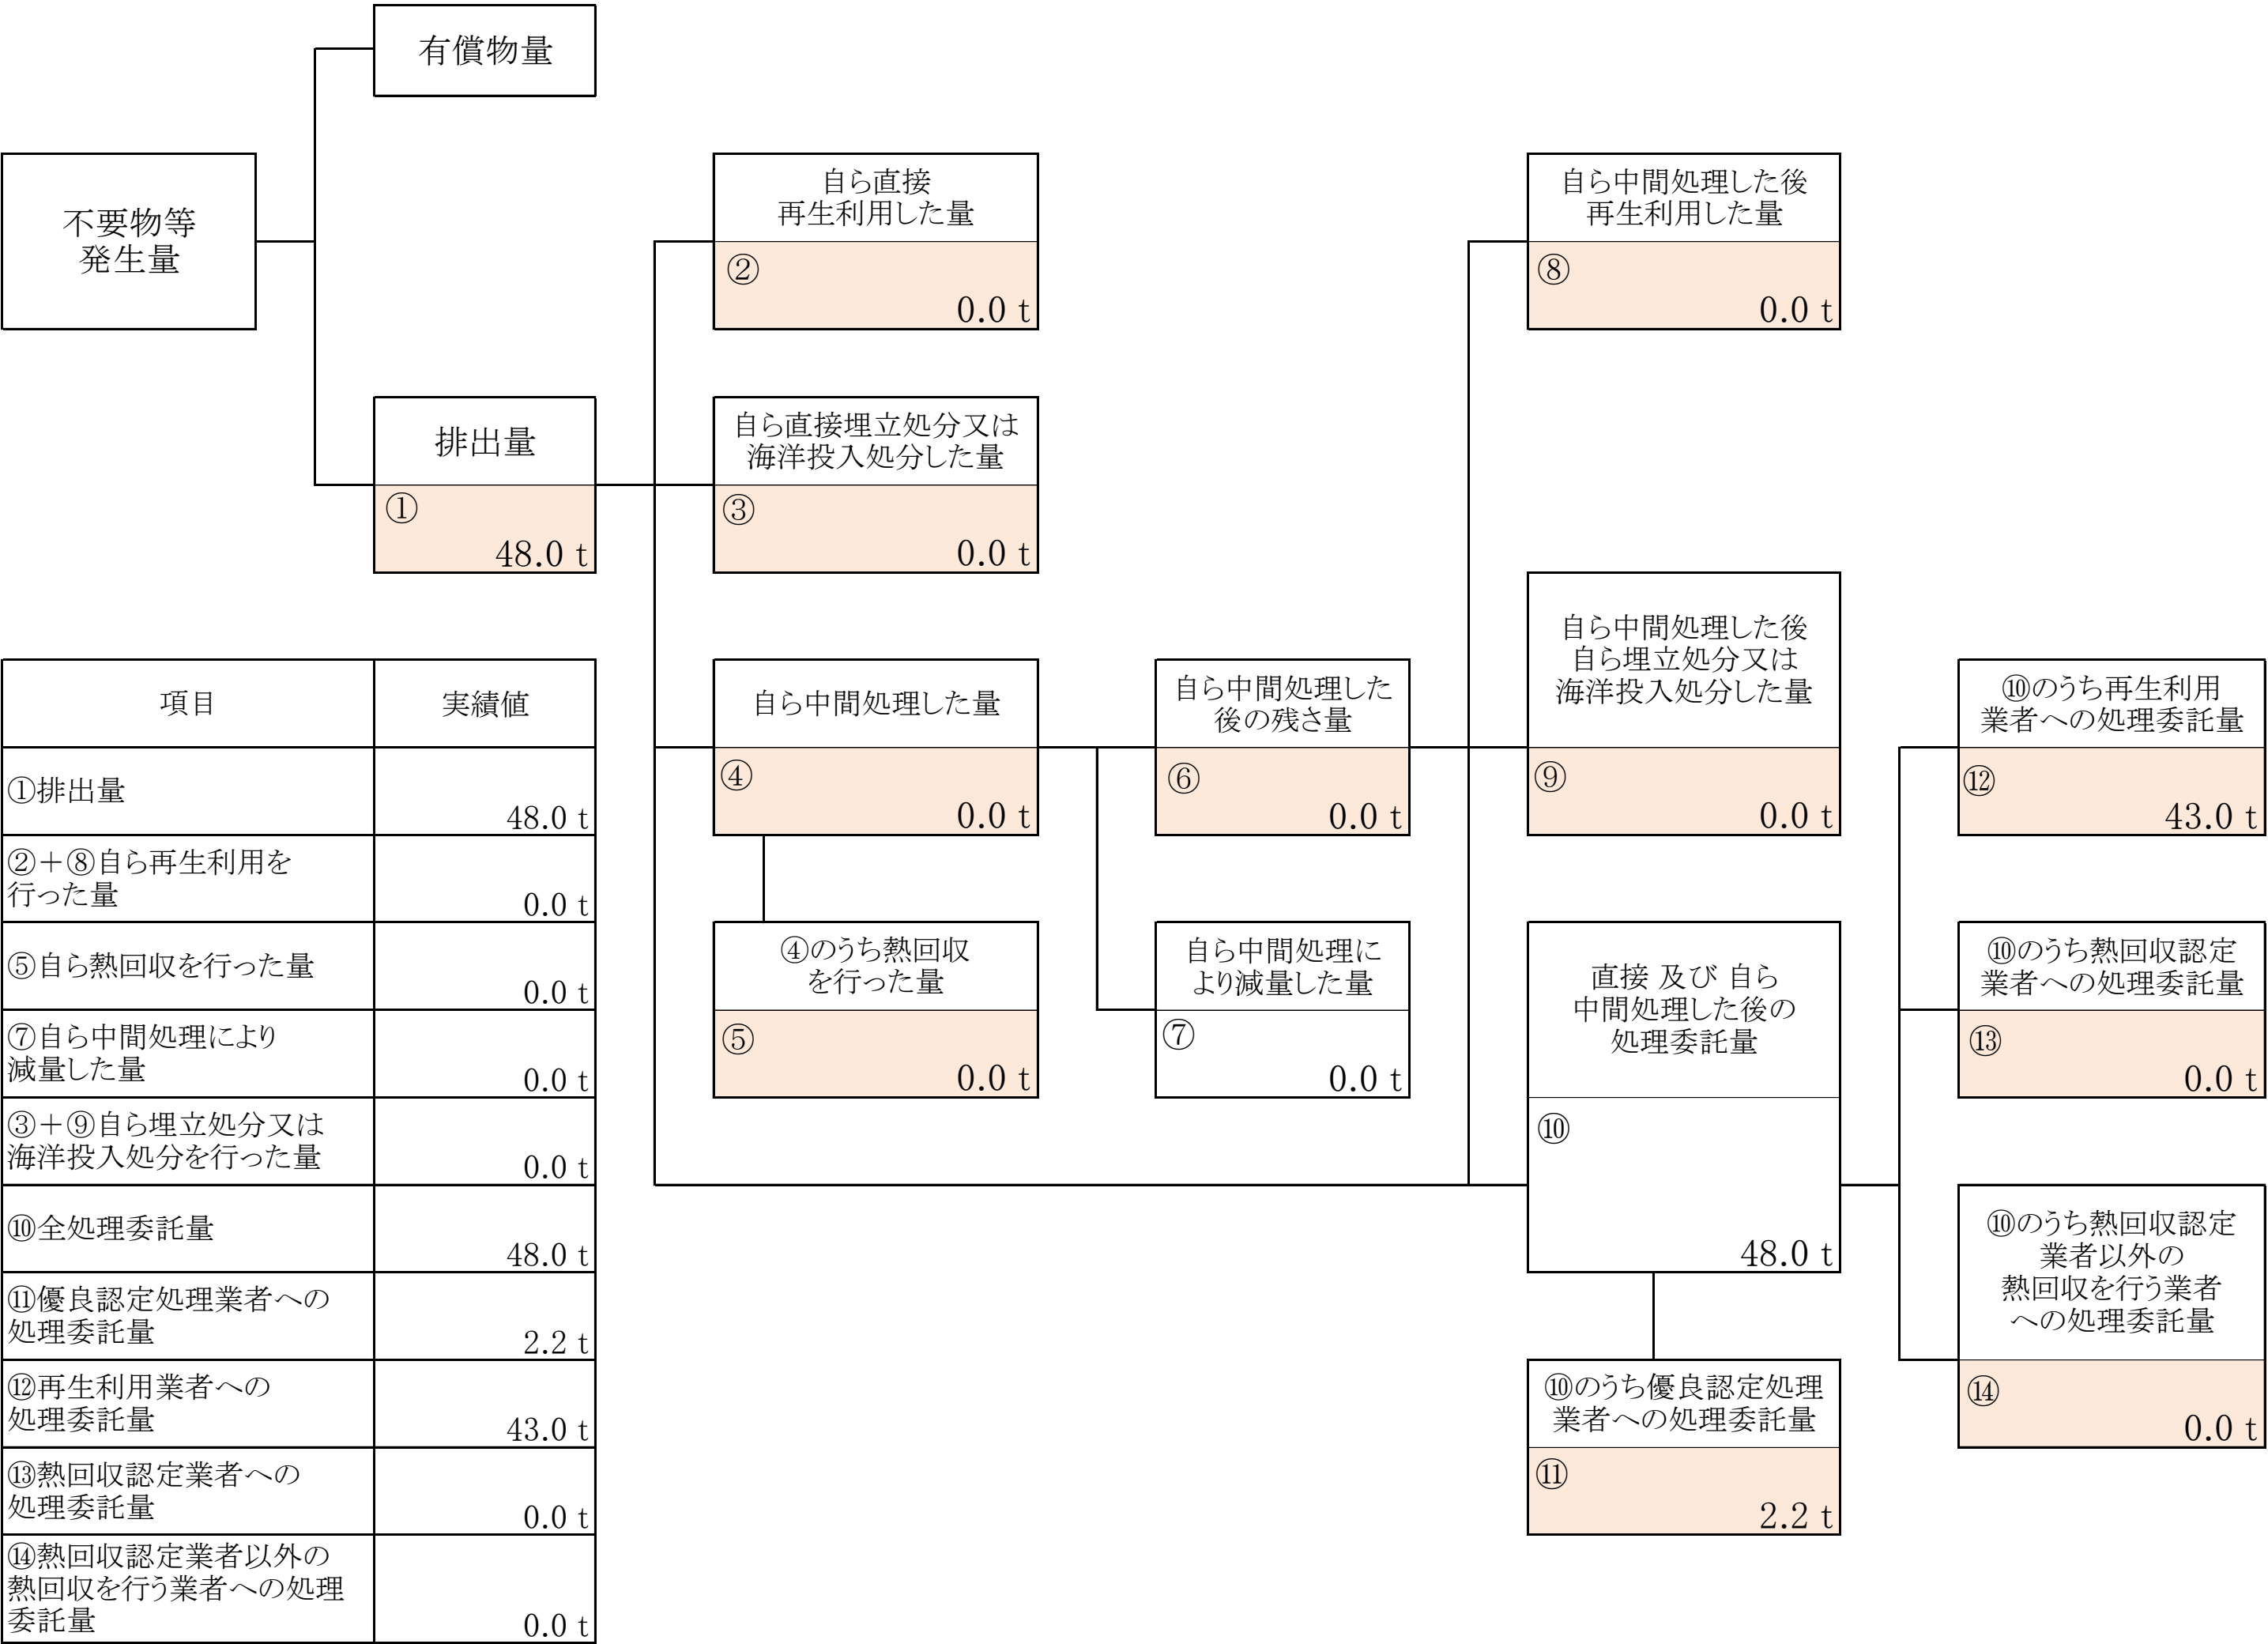 有償物量
不要物等
発生量
排出量
①
48.0 t
自ら直接
再生利用した量
②
0.0 t
自ら直接埋立処分又は
海洋投入処分した量
③
0.0 t
自ら中間処理した量
④
0.0 t
④のうち熱回収
を行った量
⑤
0.0 t
自ら中間処理した
後の残さ量
⑥
0.0 t
自ら中間処理に
より減量した量
⑦
0.0 t
自ら中間処理した後
再生利用した量
⑧
0.0 t
自ら中間処理した後
自ら埋立処分又は
海洋投入処分した量
⑨
0.0 t
直接 及び 自ら
中間処理した後の
処理委託量
⑩
48.0 t
⑩のうち優良認定処理
業者への処理委託量
⑪
2.2 t
⑩のうち再生利用
業者への処理委託量
⑫
43.0 t
⑩のうち熱回収認定
業者への処理委託量
⑬
0.0 t
⑩のうち熱回収認定
業者以外の
熱回収を行う業者
への処理委託量
⑭
0.0 t
項目 実績値
①排出量
48.0 t
②+⑧自ら再生利用を
行った量
0.0 t
⑤自ら熱回収を行った量
0.0 t
⑦自ら中間処理により
減量した量
0.0 t
③+⑨自ら埋立処分又は
海洋投入処分を行った量
0.0 t
⑩全処理委託量
48.0 t
⑪優良認定処理業者への
処理委託量
2.2 t
⑫再生利用業者への
処理委託量
43.0 t
⑬熱回収認定業者への
処理委託量
0.0 t
⑭熱回収認定業者以外の
熱回収を行う業者への処理
委託量
0.0 t